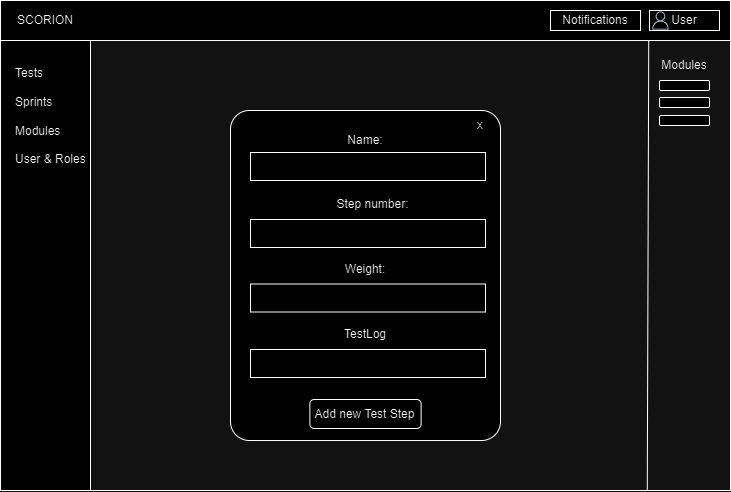 SCORION
Notifications
User
Tests
Sprints
Modules
User & Roles
Modules
x
Name:
Step number:
Weight:
TestLog
Add new Test Step